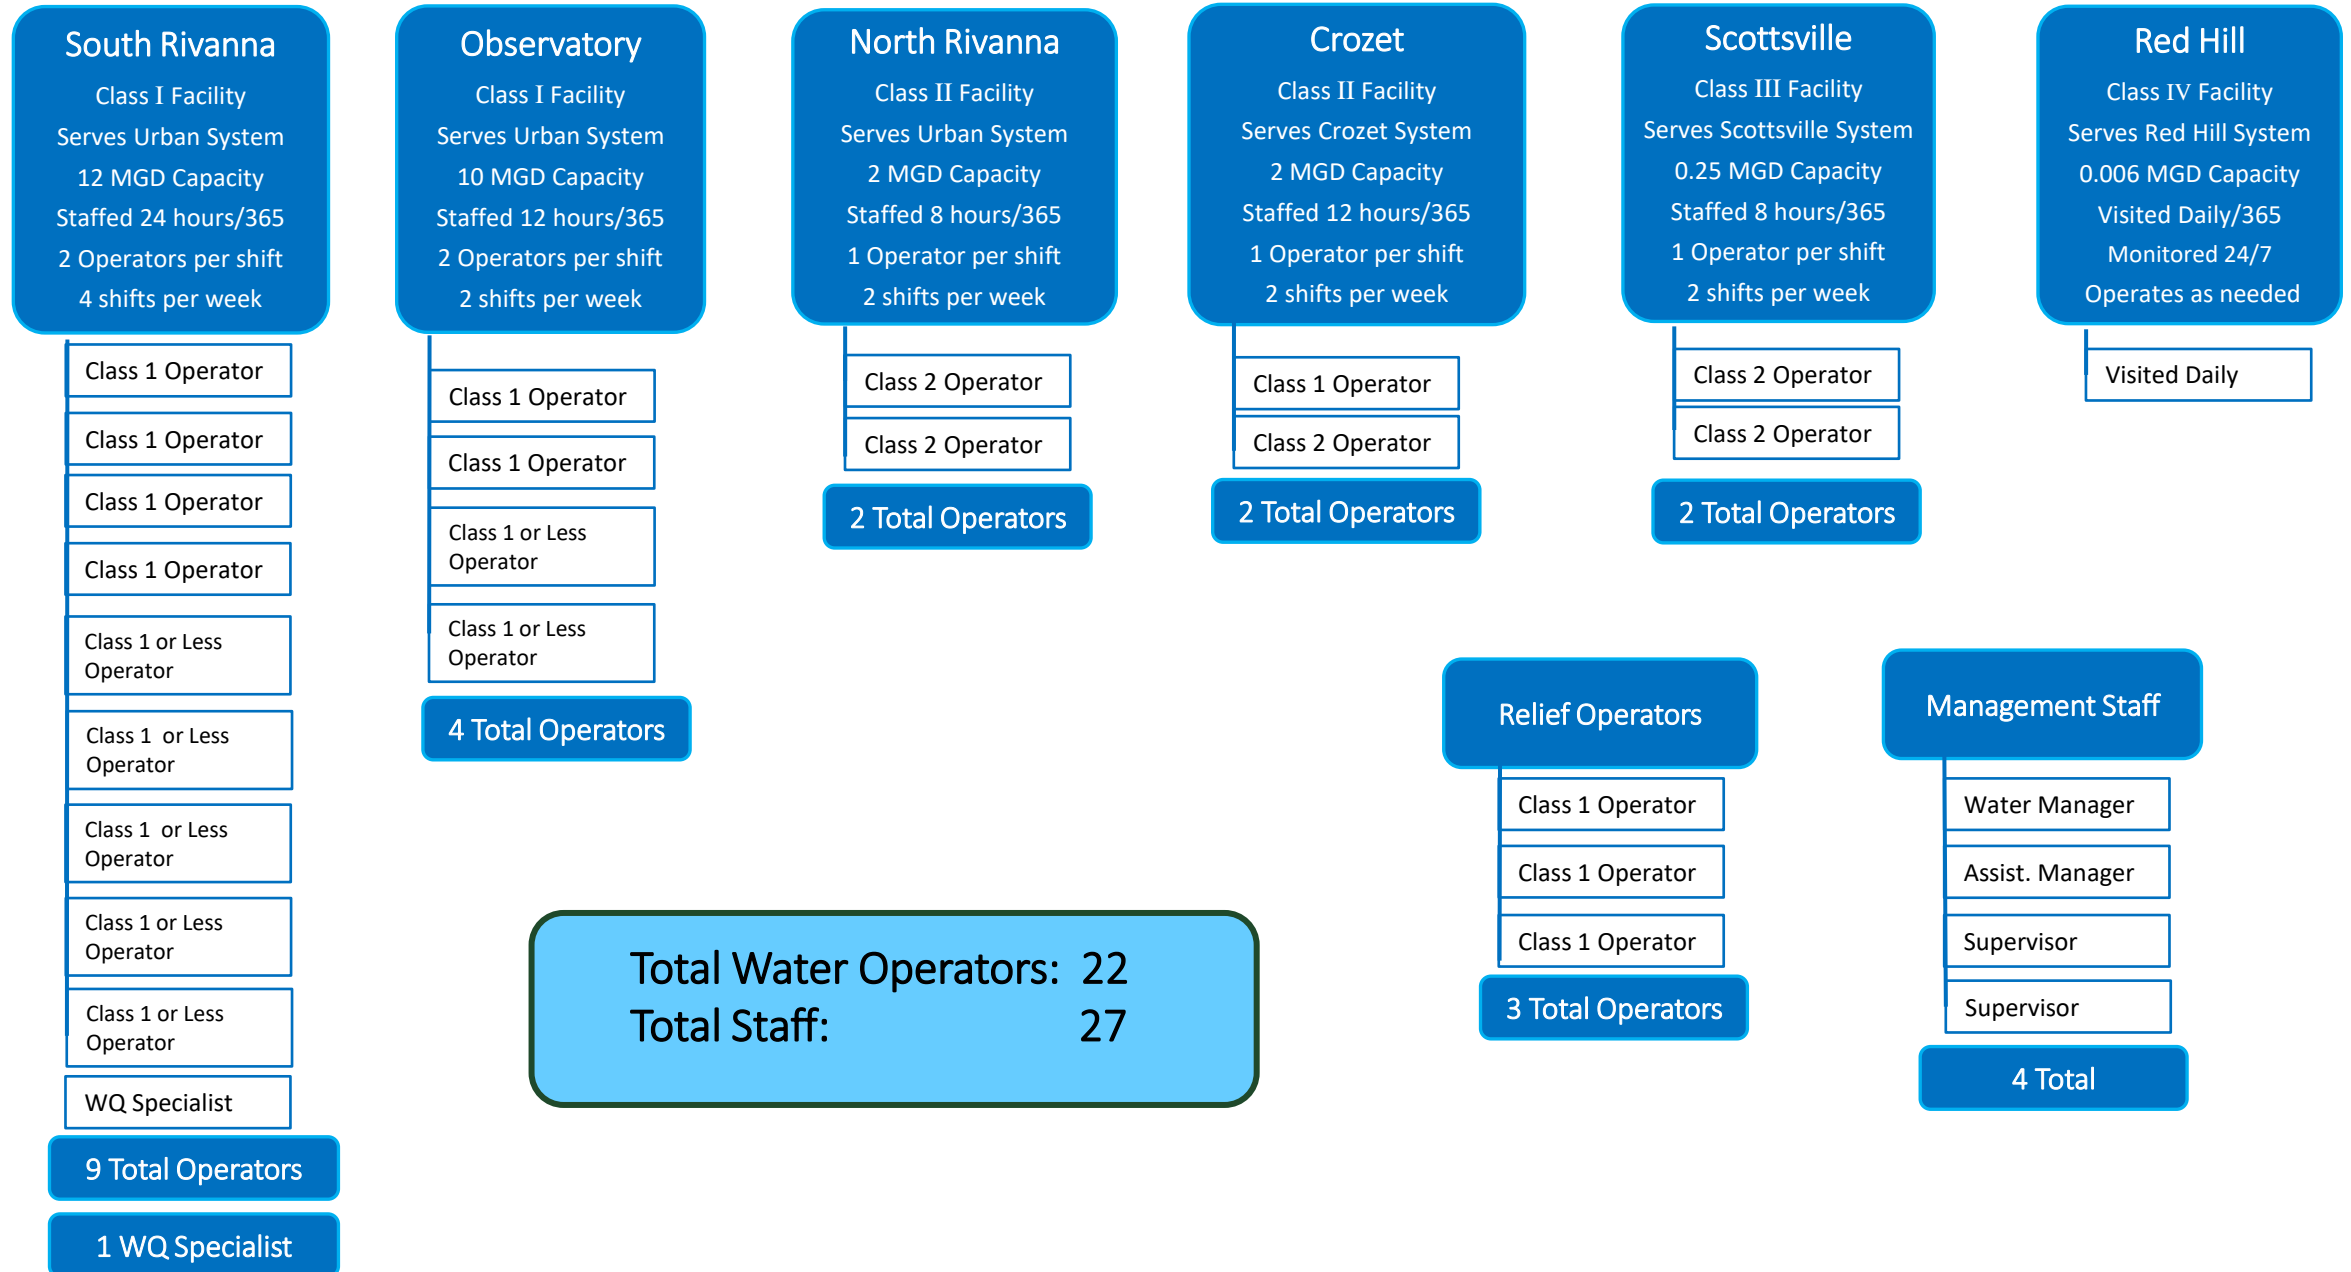 South Rivanna
Class I Facility
Serves Urban System
12 MGD Capacity
Staffed 24 hours/365
2 Operators per shift
4 shifts per week
Class 1 Operator
Class 1 Operator
Class 1 Operator
Class 1 Operator
Class 1 or Less
Operator
Class 1  or Less
Operator
Class 1  or Less
Operator
Class 1 or Less
Operator
Class 1 or Less
Operator
WQ Specialist
9 Total Operators
1 WQ Specialist
Observatory
Class I Facility
Serves Urban System
10 MGD Capacity
Staffed 12 hours/365
2 Operators per shift
2 shifts per week
Class 1 Operator
Class 1 Operator
Class 1 or Less
Operator
Class 1 or Less
Operator
4 Total Operators
North Rivanna
Class II Facility
Serves Urban System
2 MGD Capacity
Staffed 8 hours/365
1 Operator per shift
2 shifts per week
Class 2 Operator
Class 2 Operator
2 Total Operators
Crozet
Class II Facility
Serves Crozet System
2 MGD Capacity
Staffed 12 hours/365
1 Operator per shift
2 shifts per week
Class 1 Operator
Class 2 Operator
2 Total Operators
Scottsville
Class III Facility
Serves Scottsville System
0.25 MGD Capacity
Staffed 8 hours/365
1 Operator per shift
2 shifts per week
Class 2 Operator
Class 2 Operator
2 Total Operators
Red Hill
Class IV Facility
Serves Red Hill System
0.006 MGD Capacity
Visited Daily/365
Monitored 24/7
Operates as needed
Visited Daily
Relief Operators
Class 1 Operator
Class 1 Operator
Class 1 Operator
3 Total Operators
Management Staff
Water Manager
Assist. Manager
Supervisor
Supervisor
4 Total
Total Water Operators: 22
Total Staff: 27